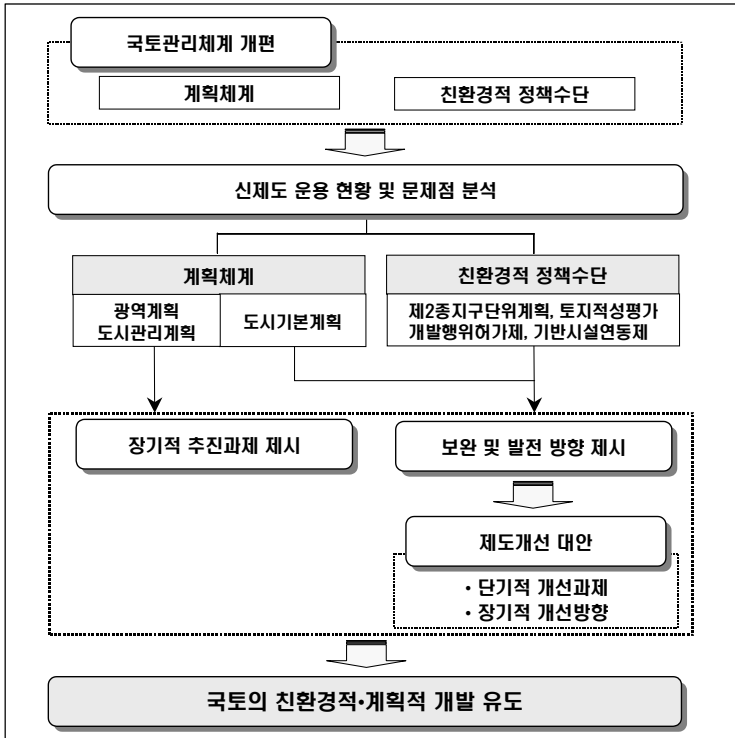 국토관리체계 개편
계획체계
친환경적 정책수단
신제도 운용 현황 및 문제점 분석
계획체계
광역계획
도시관리계획
도시기본계획
친환경적 정책수단
제2종지구단위계획, 토지적성평가
개발행위허가제, 기반시설연동제
장기적 추진과제 제시
보완 및 발전 방향 제시
제도개선 대안
• 단기적 개선과제
• 장기적 개선방향
국토의 친환경적•계획적 개발 유도